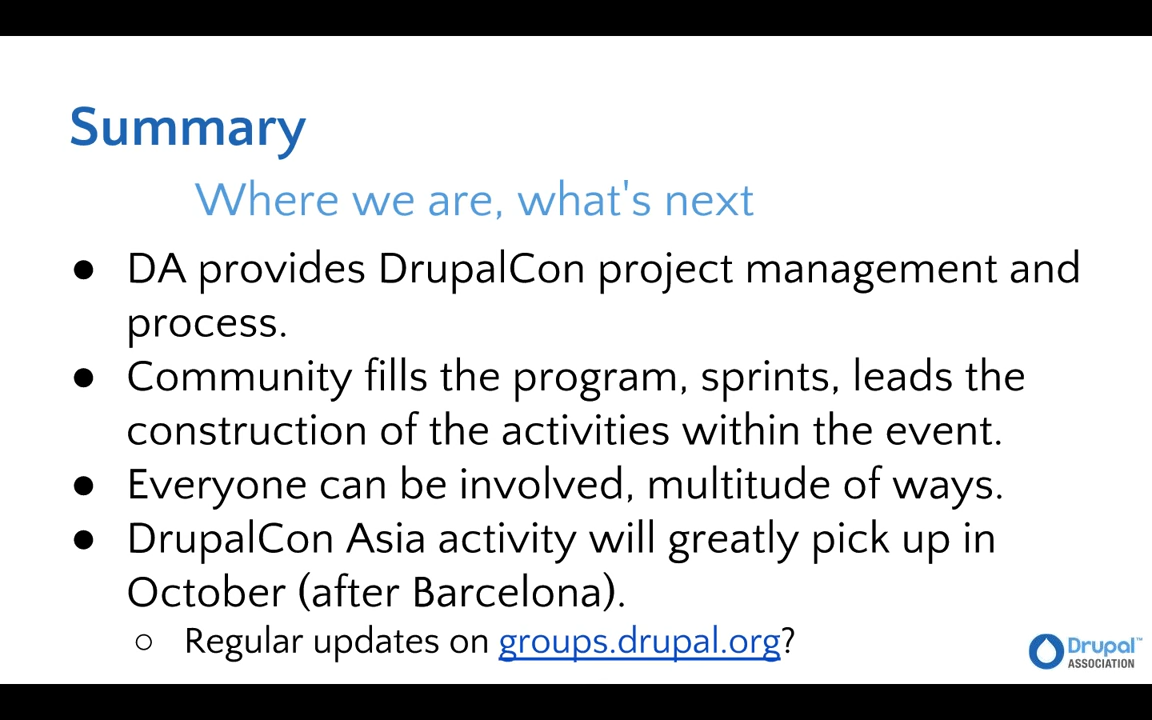 Summary
Where we are, what's next
● DA provides DrupalCon project management and
process.
● Community fills the program, sprints, leads the
construction of the activities within the event.
● Everyone can be involved, multitude of ways.
● DrupalCon Asia activity will greatly pick up in
October (after Barcelona).
○ Regular updates on groups.drupal.org?
Drupal™
ASSOCIATION